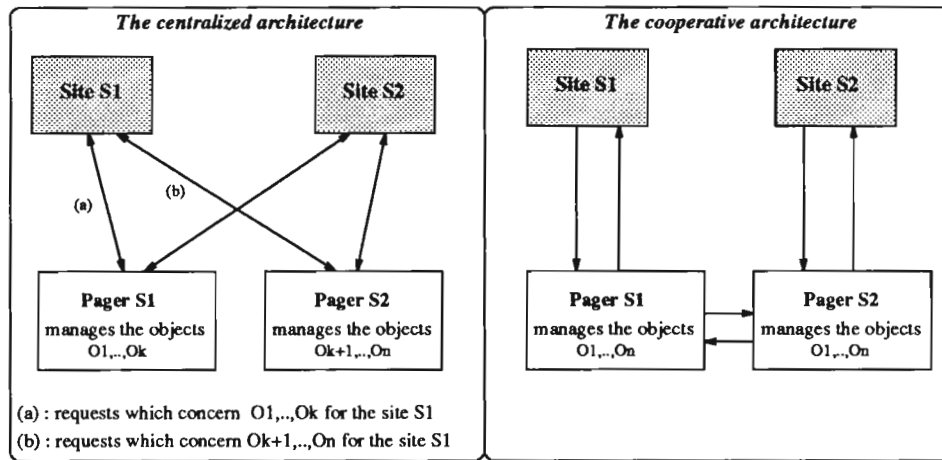 The centralized architecture
Site S1
Site S2
(a)
(b)
Pager S1
manages the objects
O1,..,Ok
Pager S2
manages the objects
Ok+1,..,On
(a) : requests which concern O1,..,Ok for the site S1
(b) : requests which concern Ok+1,..,On for the site S1
The cooperative architecture
Site S1
Site S2
Pager S1
manages the objects
O1,..,On
Pager S2
manages the objects
O1,..,On